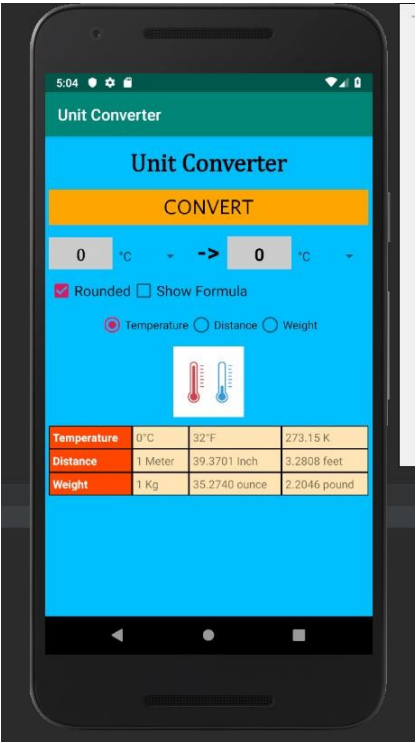 5:04
Unit Converter
Unit Converter
CONVERT
0 °C -> 0 °C
Rounded Show Formula
Temperature Distance Weight
Temperature 0°C 32°F 273.15 K
Distance 1 Meter 39.3701 Inch 3.2808 feet
Weight 1 Kg 35.2740 ounce 2.2046 pound